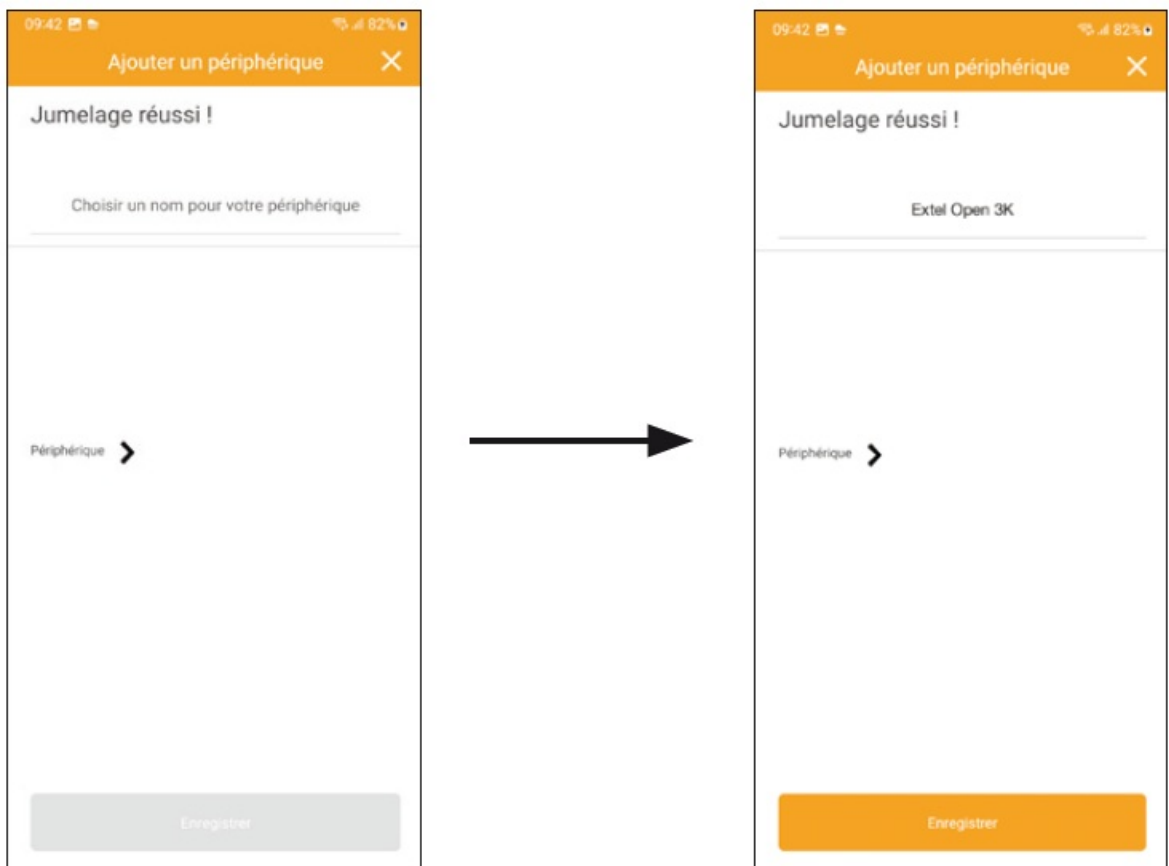 09:42 82%
Ajouter un périphérique
Jumelage réussi !
Choisir un nom pour votre périphérique
Périphérique
Enregistrer
09:42 82%
Ajouter un périphérique
Jumelage réussi !
Extel Open 3K
Périphérique
Enregistrer